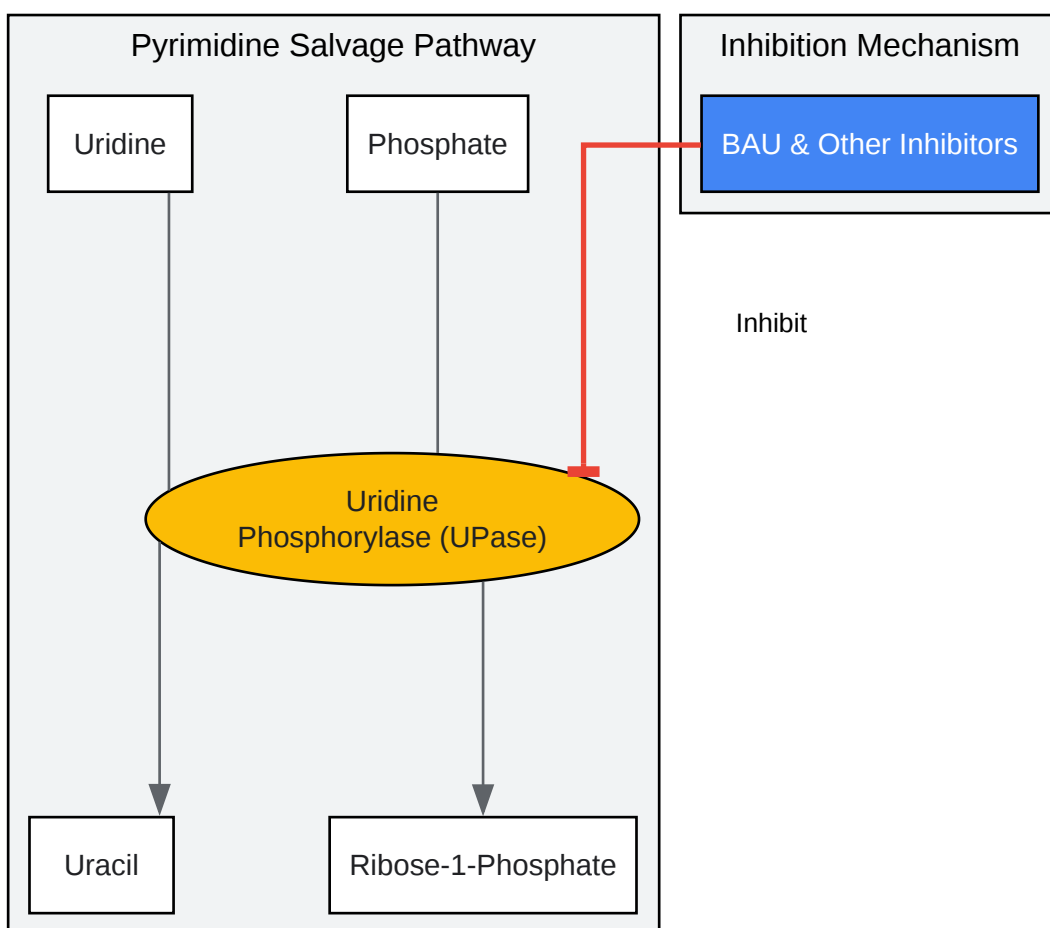 Pyrimidine Salvage Pathway
Inhibition Mechanism
Uridine
Phosphate
BAU & Other Inhibitors
Inhibit
Uridine
Phosphorylase (UPase)
Uracil
Ribose-1-Phosphate